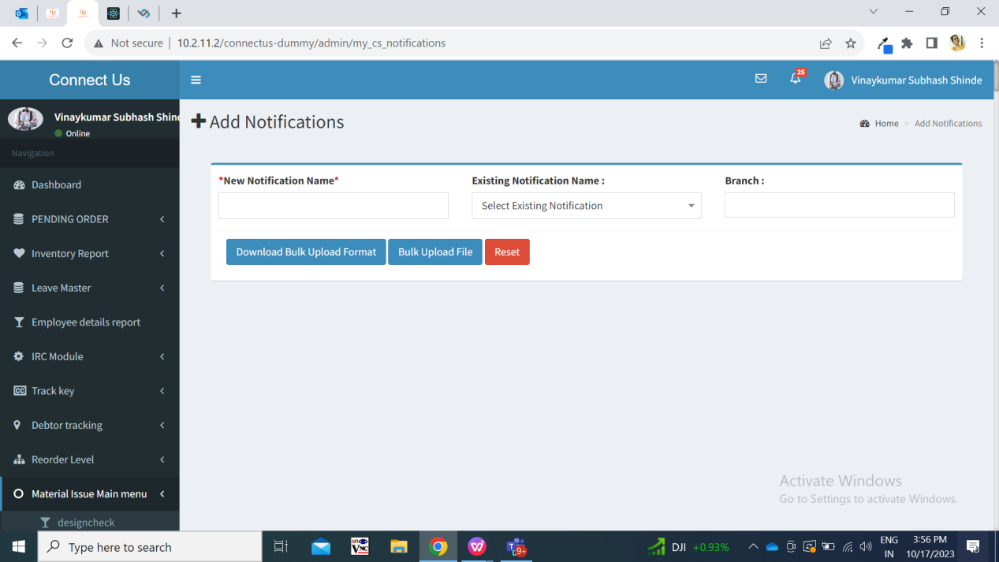 Not secure | 10.2.11.2/connectus-dummy/admin/my_cs_notifications
Connect Us
25
Vinaykumar Subhash Shinde
Vinaykumar Subhash Shind
Online
Add Notifications
Home > Add Notifications
Navigation
Dashboard
PENDING ORDER
Inventory Report
Leave Master
Employee details report
IRC Module
Track key
Debtor tracking
Reorder Level
Material Issue Main menu
designcheck
*New Notification Name*
Existing Notification Name :
Branch :
Select Existing Notification
Download Bulk Upload Format
Bulk Upload File
Reset
Activate Windows
Go to Settings to activate Windows.
Type here to search
9+
DJI +0.93%
ENG
IN
3:56 PM
10/17/2023